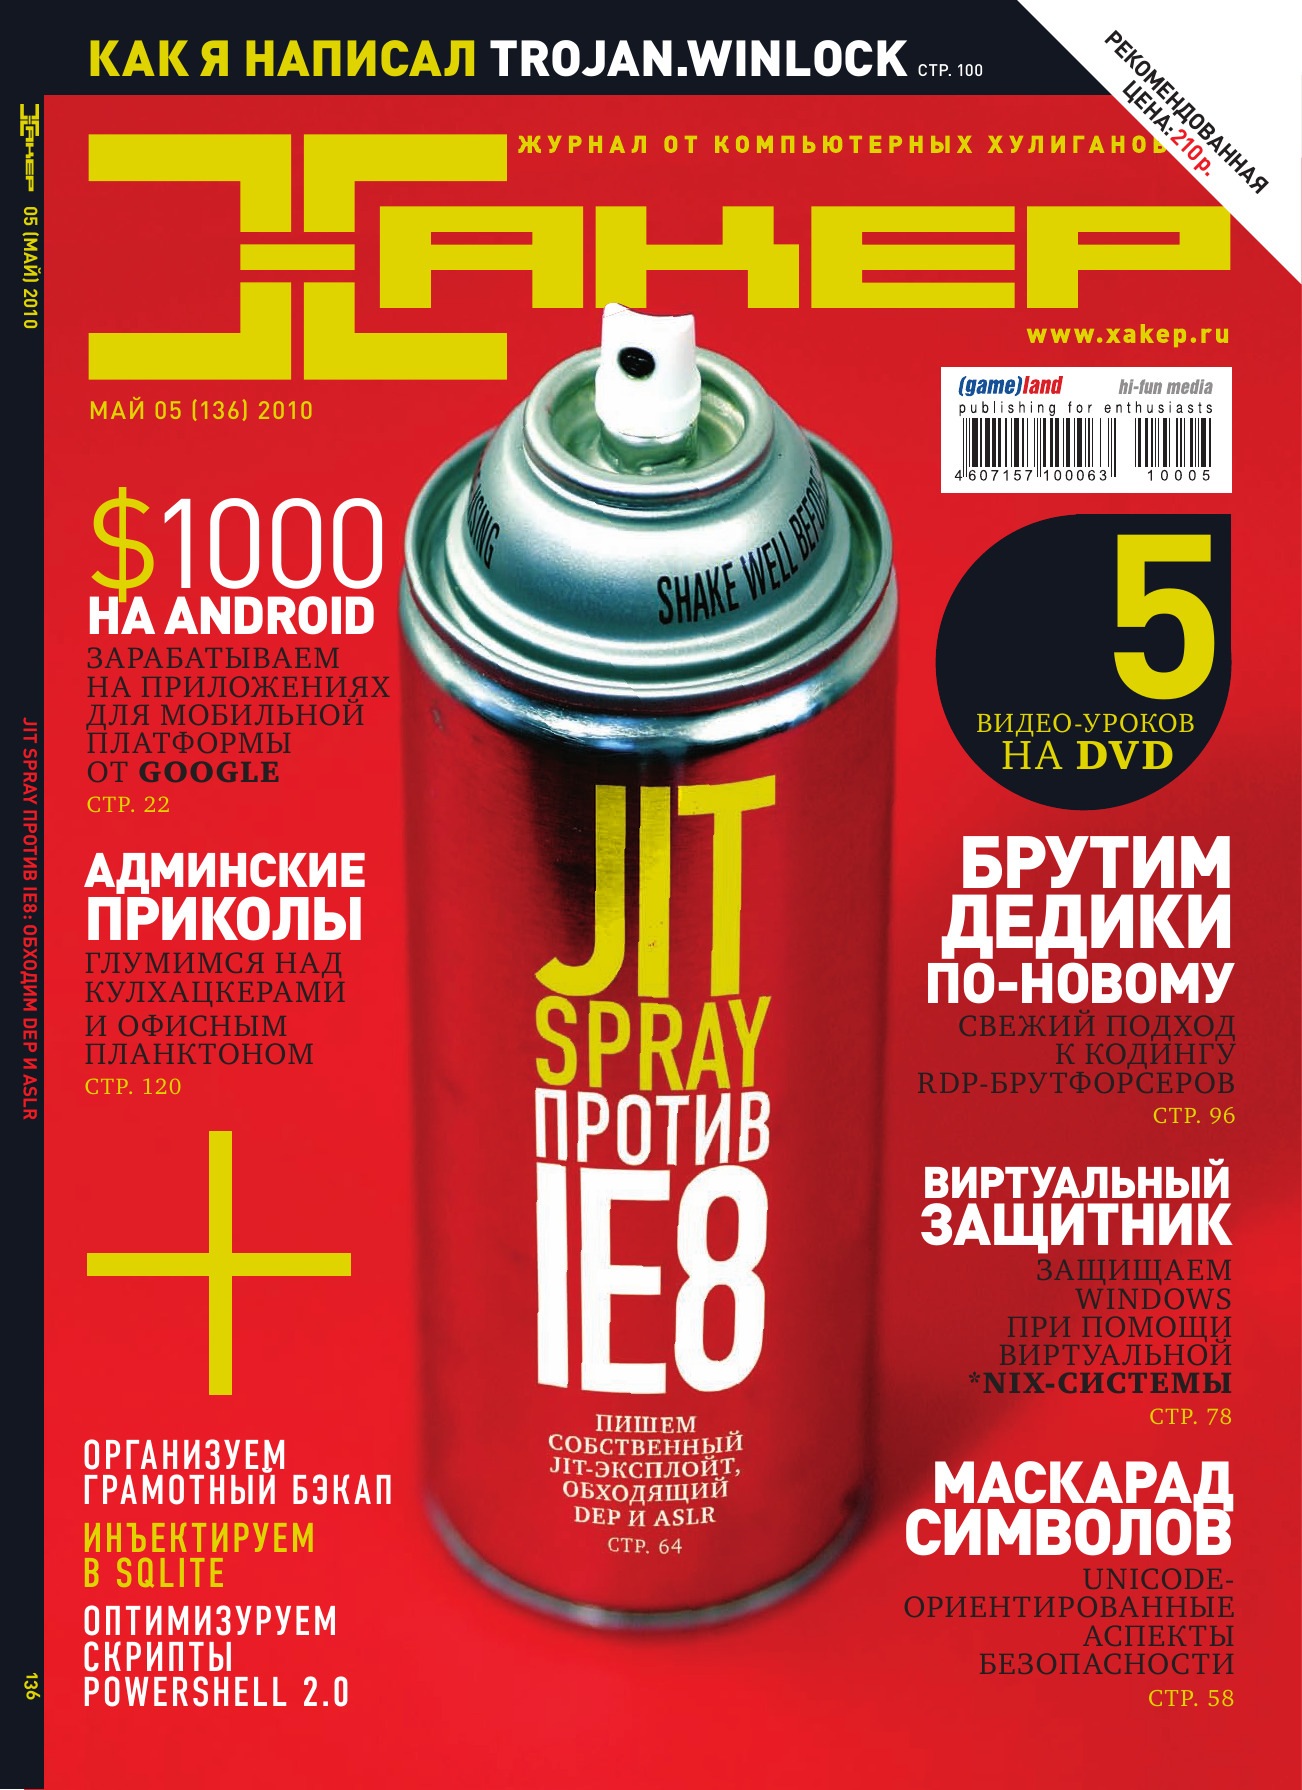 КАК Я НАПИСАЛ TROJAN.WINLOCK СТР. 100
РЕКОМЕНДОВАННАЯ
ЦЕНА: 210р.
ЖУРНАЛ ОТ КОМПЬЮТЕРНЫХ ХУЛИГАНОВ
ХАКЕР
www.xakep.ru
МАЙ 05 (136) 2010
(game)land hi-fun media
publishing for enthusiasts
4 607157 100063 10005
$1000
НА ANDROID
ЗАРАБАТЫВАЕМ
НА ПРИЛОЖЕНИЯХ
ДЛЯ МОБИЛЬНОЙ
ПЛАТФОРМЫ
ОТ GOOGLE
СТР. 22
АДМИНСКИЕ
ПРИКОЛЫ
ГЛУМИМСЯ НАД
КУЛХАЦКЕРАМИ
И ОФИСНЫМ
ПЛАНКТОНОМ
СТР. 120
+
ОРГАНИЗУЕМ
ГРАМОТНЫЙ БЭКАП
ИНЪЕКТИРУЕМ
В SQLITE
ОПТИМИЗУРУЕМ
СКРИПТЫ
POWERSHELL 2.0
SHAKE WELL BEFORE
USING
JIT
SPRAY
ПРОТИВ
IE8
ПИШЕМ
СОБСТВЕННЫЙ
JIT-ЭКСПЛОЙТ,
ОБХОДЯЩИЙ
DEP И ASLR
СТР. 64
5
ВИДЕО-УРОКОВ
НА DVD
БРУТИМ
ДЕДИКИ
ПО-НОВОМУ
СВЕЖИЙ ПОДХОД
К КОДИНГУ
RDP-БРУТФОРСЕРОВ
СТР. 96
ВИРТУАЛЬНЫЙ
ЗАЩИТНИК
ЗАЩИЩАЕМ
WINDOWS
ПРИ ПОМОЩИ
ВИРТУАЛЬНОЙ
*NIX-СИСТЕМЫ
СТР. 78
МАСКАРАД
СИМВОЛОВ
UNICODE-
ОРИЕНТИРОВАННЫЕ
АСПЕКТЫ
БЕЗОПАСНОСТИ
СТР. 58
ХАКЕР 05 (МАЙ) 2010
JIT SPRAY ПРОТИВ IE8: ОБХОДИМ DEP И ASLR
136